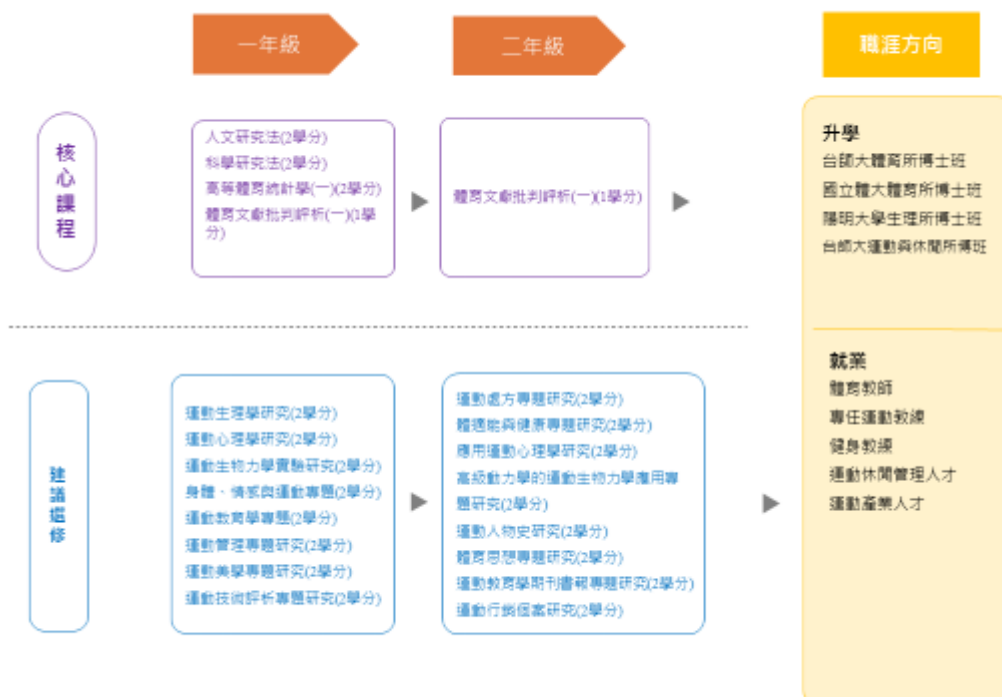 一年級
二年級
職涯方向
核心課程
人文研究法(2學分)
科學研究法(2學分)
高等體育統計學(一)(2學分)
體育文獻批判評析(一)(1學
分)
體育文獻批判評析(一)(1學分)
升學
台師大體育所博士班
國立體大體育所博士班
陽明大學生理所博士班
台師大運動與休閒所博班
建議選修
運動生理學研究(2學分)
運動心理學研究(2學分)
運動生物力學實驗研究(2學分)
身體、情感與運動專題(2學分)
運動教育學專題(2學分)
運動管理專題研究(2學分)
運動美學專題研究(2學分)
運動技術評析專題研究(2學分)
運動處方專題研究(2學分)
體適能與健康專題研究(2學分)
應用運動心理學研究(2學分)
高級動力學的運動生物力學應用專
題研究(2學分)
運動人物史研究(2學分)
體育思想專題研究(2學分)
運動教育學期刊書報專題研究(2學分)
運動行銷個案研究(2學分)
就業
體育教師
專任運動教練
健身教練
運動休閒管理人才
運動產業人才